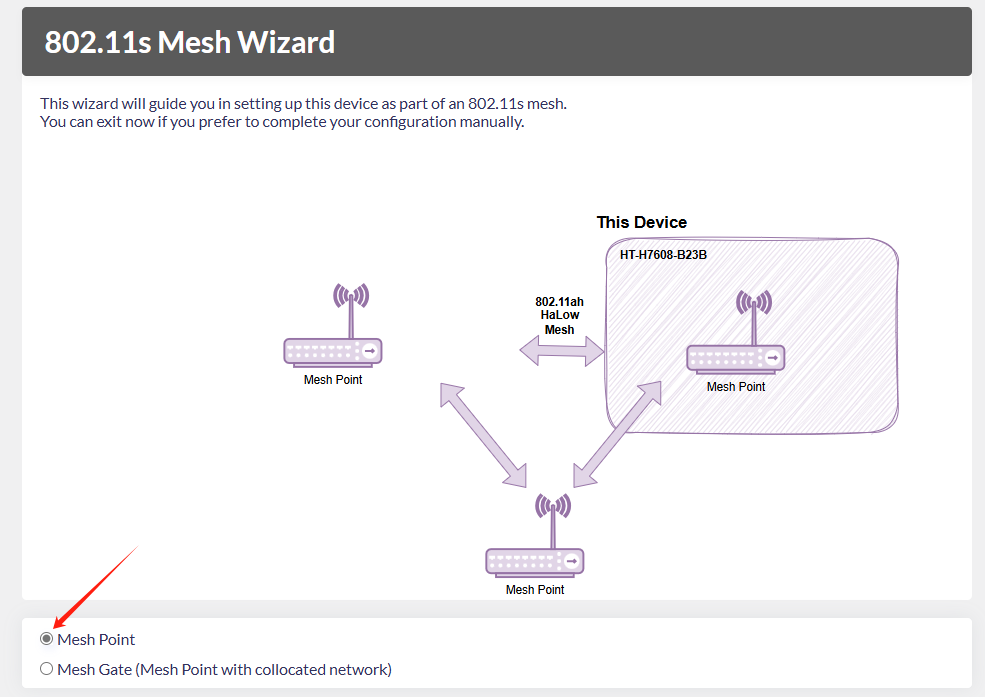 802.11s Mesh Wizard
This wizard will guide you in setting up this device as part of an 802.11s mesh.
You can exit now if you prefer to complete your configuration manually.
This Device
HT-H7608-B23B
802.11ah
HaLow
Mesh
Mesh Point
Mesh Point
Mesh Point
Mesh Point
Mesh Gate (Mesh Point with collocated network)